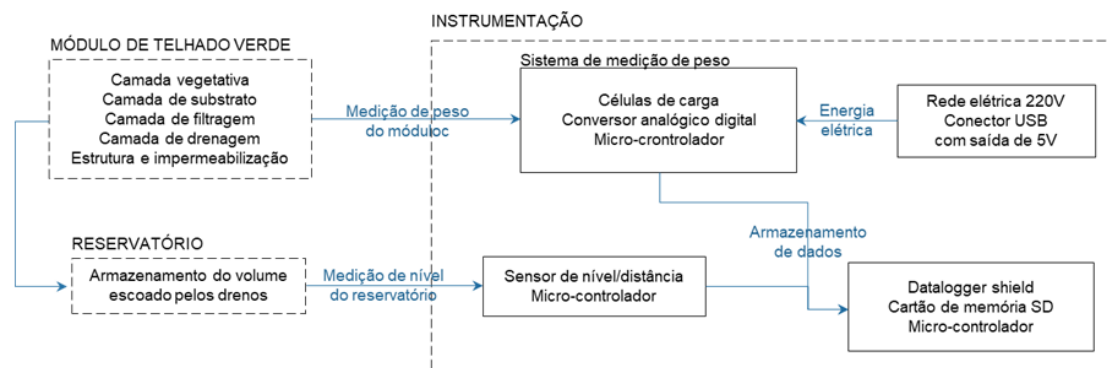 INSTRUMENTAÇÃO
MÓDULO DE TELHADO VERDE
Camada vegetativa
Camada de substrato
Camada de filtragem
Camada de drenagem
Estrutura e impermeabilização
Medição de peso
do móduloc
Sistema de medição de peso
Células de carga
Conversor analógico digital
Micro-crontrolador
Energia
elétrica
Rede elétrica 220V
Conector USB
com saída de 5V
RESERVATÓRIO
Armazenamento do volume
escoado pelos drenos
Medição de nível
do reservatório
Sensor de nível/distância
Micro-controlador
Armazenamento
de dados
Datalogger shield
Cartão de memória SD
Micro-controlador